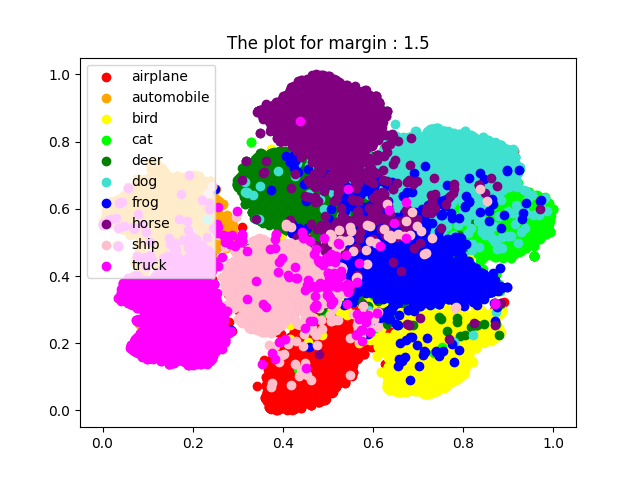 The plot for margin : 1.5
1.0
0.8
0.6
0.4
0.2
0.0
airplane
automobile
bird
cat
deer
dog
frog
horse
ship
truck
0.0 0.2 0.4 0.6 0.8 1.0